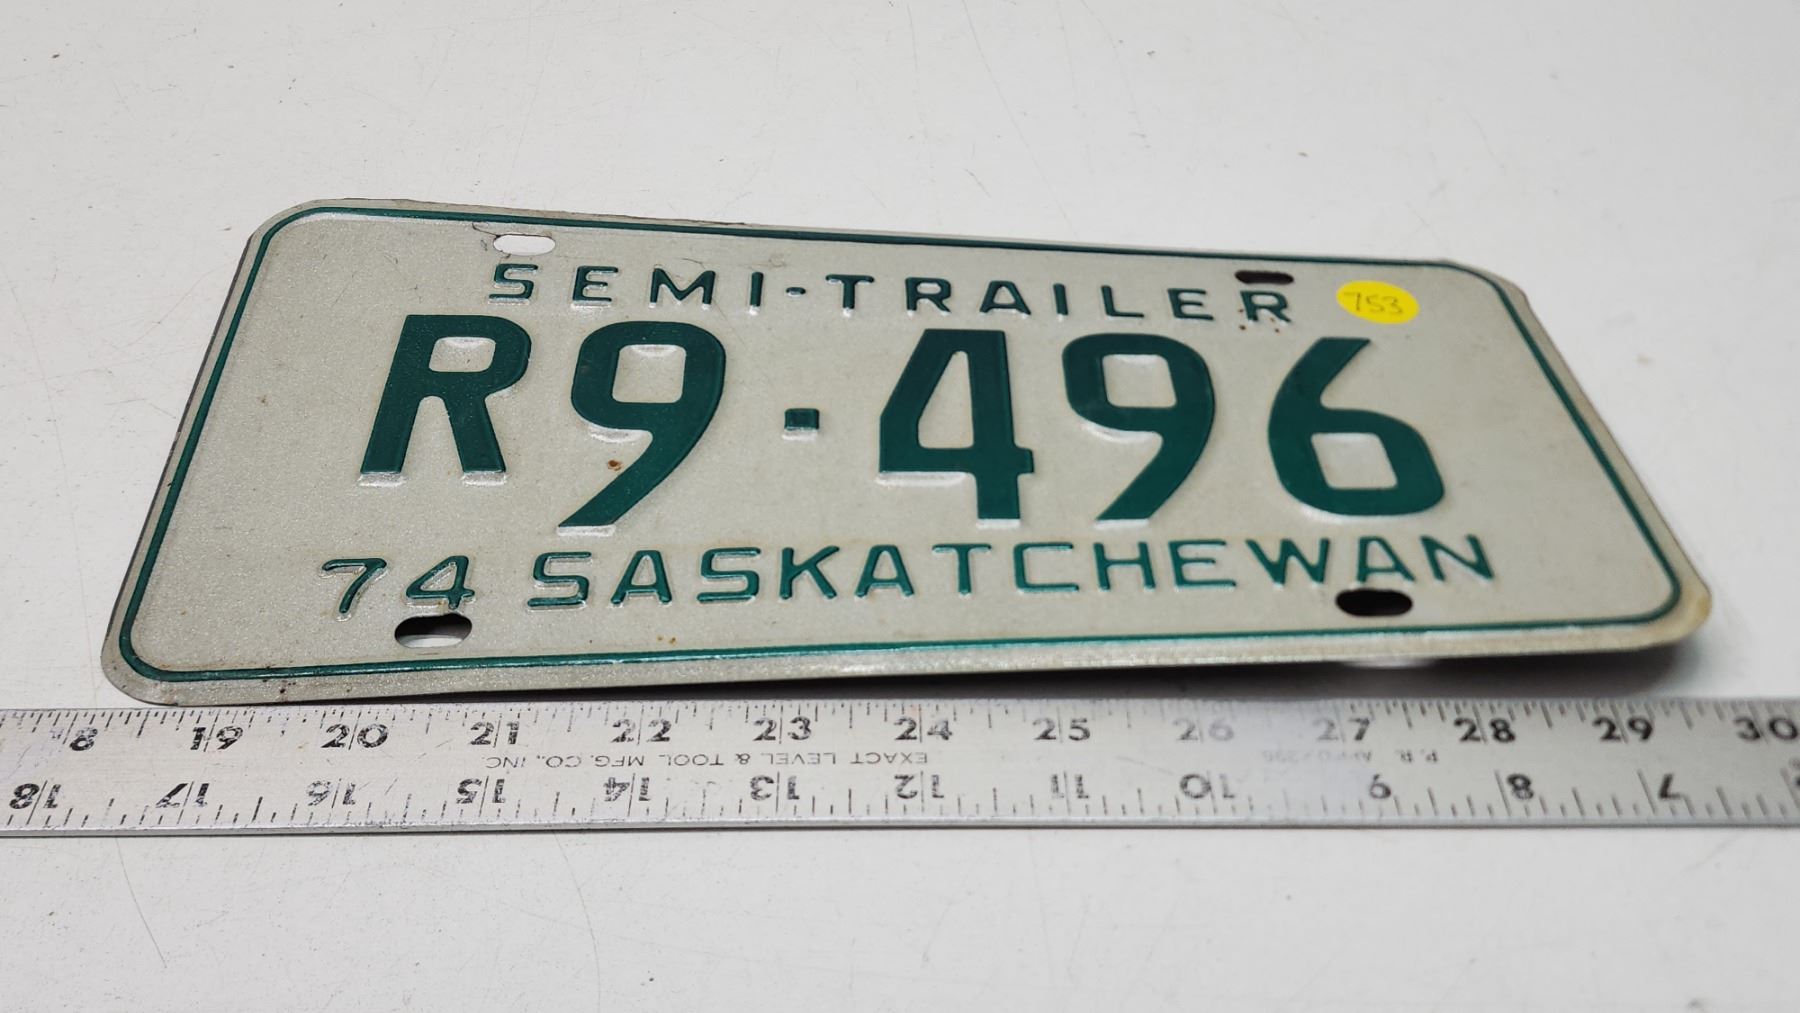 SEMI-TRAILER
753
R9-496
74 SASKATCHEWAN
8 19 20 21 22 23 24 25 26 27 28 29 30
EXACT LEVEL & TOOL MFG. CO., INC
P.R.
18 17 16 15 14 13 12 11 10 9 8 7